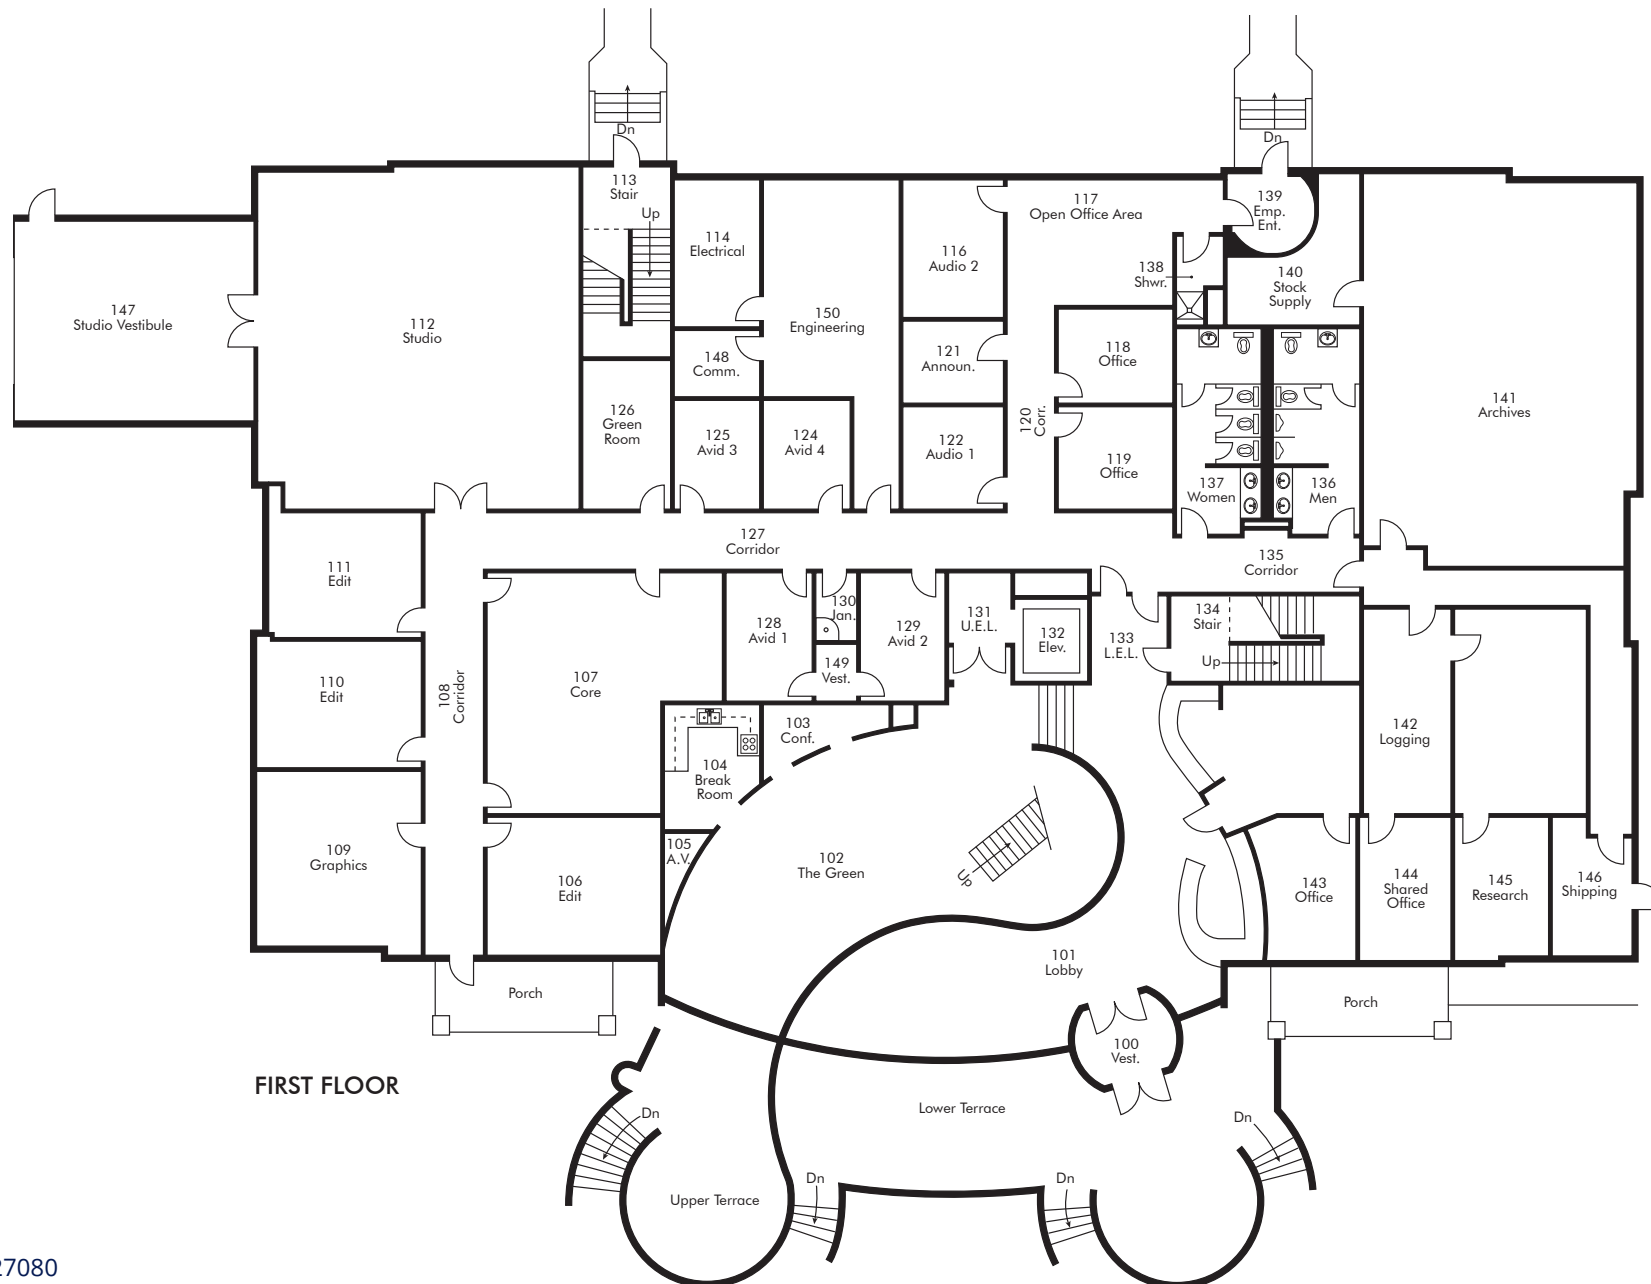 Dn
Dn
113
Stair
Up
114
Electrical
116
Audio 2
117
Open Office Area
139
Emp.
Ent.
138
Shwr.
140
Stock
Supply
147
Studio Vestibule
112
Studio
150
Engineering
148
Comm.
121
Announ.
118
Office
141
Archives
126
Green
Room
125
Avid 3
124
Avid 4
122
Audio 1
120
Corr.
119
Office
137
Women
136
Men
127
Corridor
135
Corridor
111
Edit
128
Avid 1
130
Jan.
129
Avid 2
131
U.E.L.
132
Elev.
133
L.E.L.
134
Stair
Up
149
Vest.
110
Edit
108
Corridor
107
Core
103
Conf.
104
Break
Room
142
Logging
109
Graphics
106
Edit
105
A.V.
102
The Green
Up
143
Office
144
Shared
Office
145
Research
146
Shipping
101
Lobby
Porch
Porch
100
Vest.
FIRST FLOOR
Lower Terrace
Dn
Dn
Dn
Dn
Upper Terrace
27080